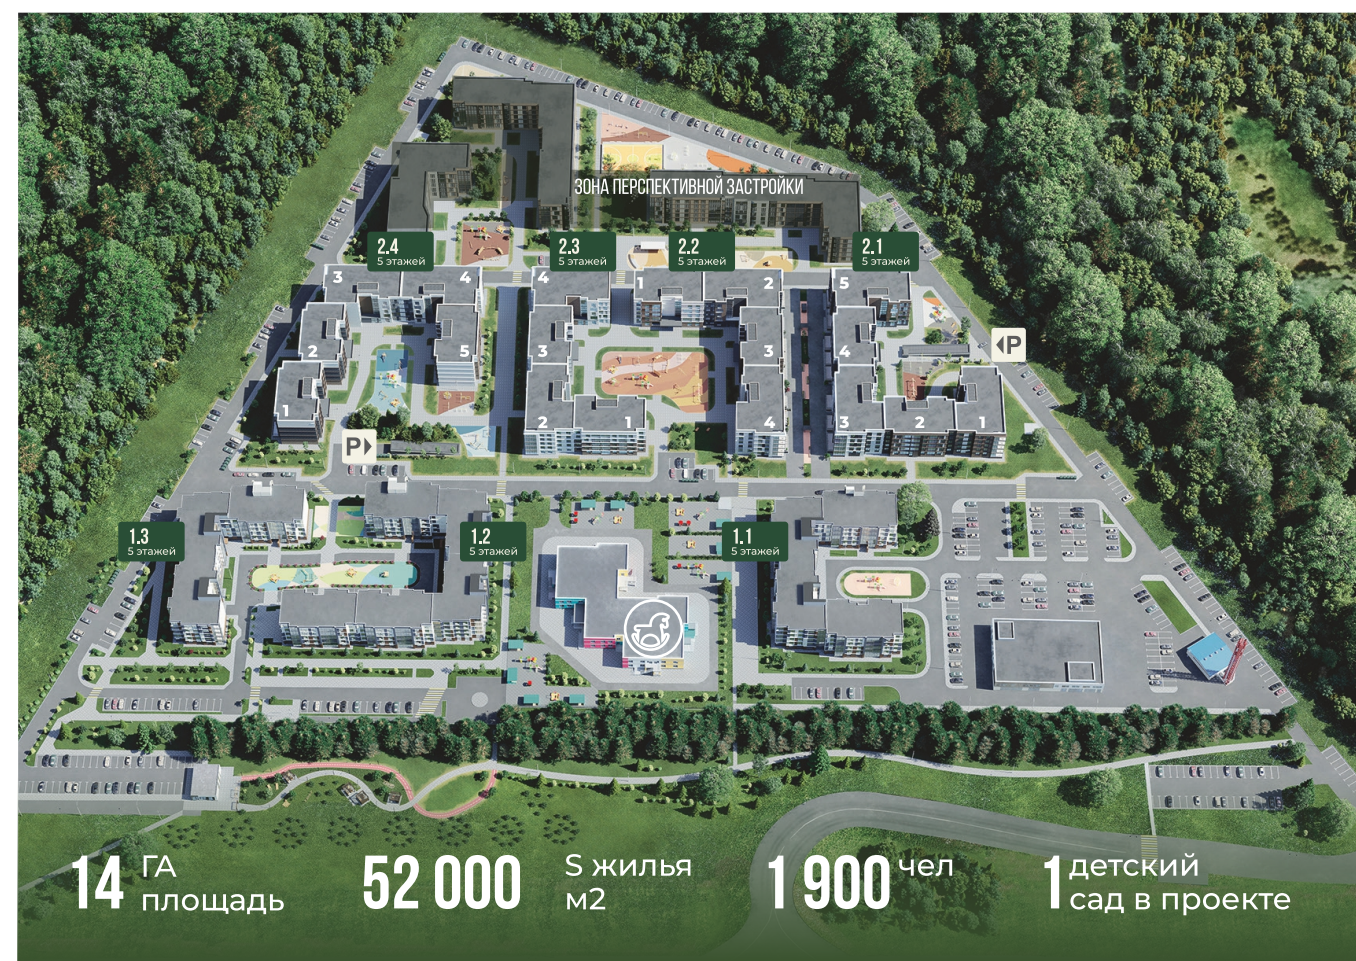 ЗОНА ПЕРСПЕКТИВНОЙ ЗАСТРОЙКИ
2.4
5 этажей
2.3
5 этажей
2.2
5 этажей
2.1
5 этажей
3
4
4
1
2
5
2
5
3
3
4
P
1
2
1
4
3
2
1
P
1.3
5 этажей
1.2
5 этажей
1.1
5 этажей
14 ГА
площадь
52 000 S жилья
м2
1 900 чел
1 детский
сад в проекте